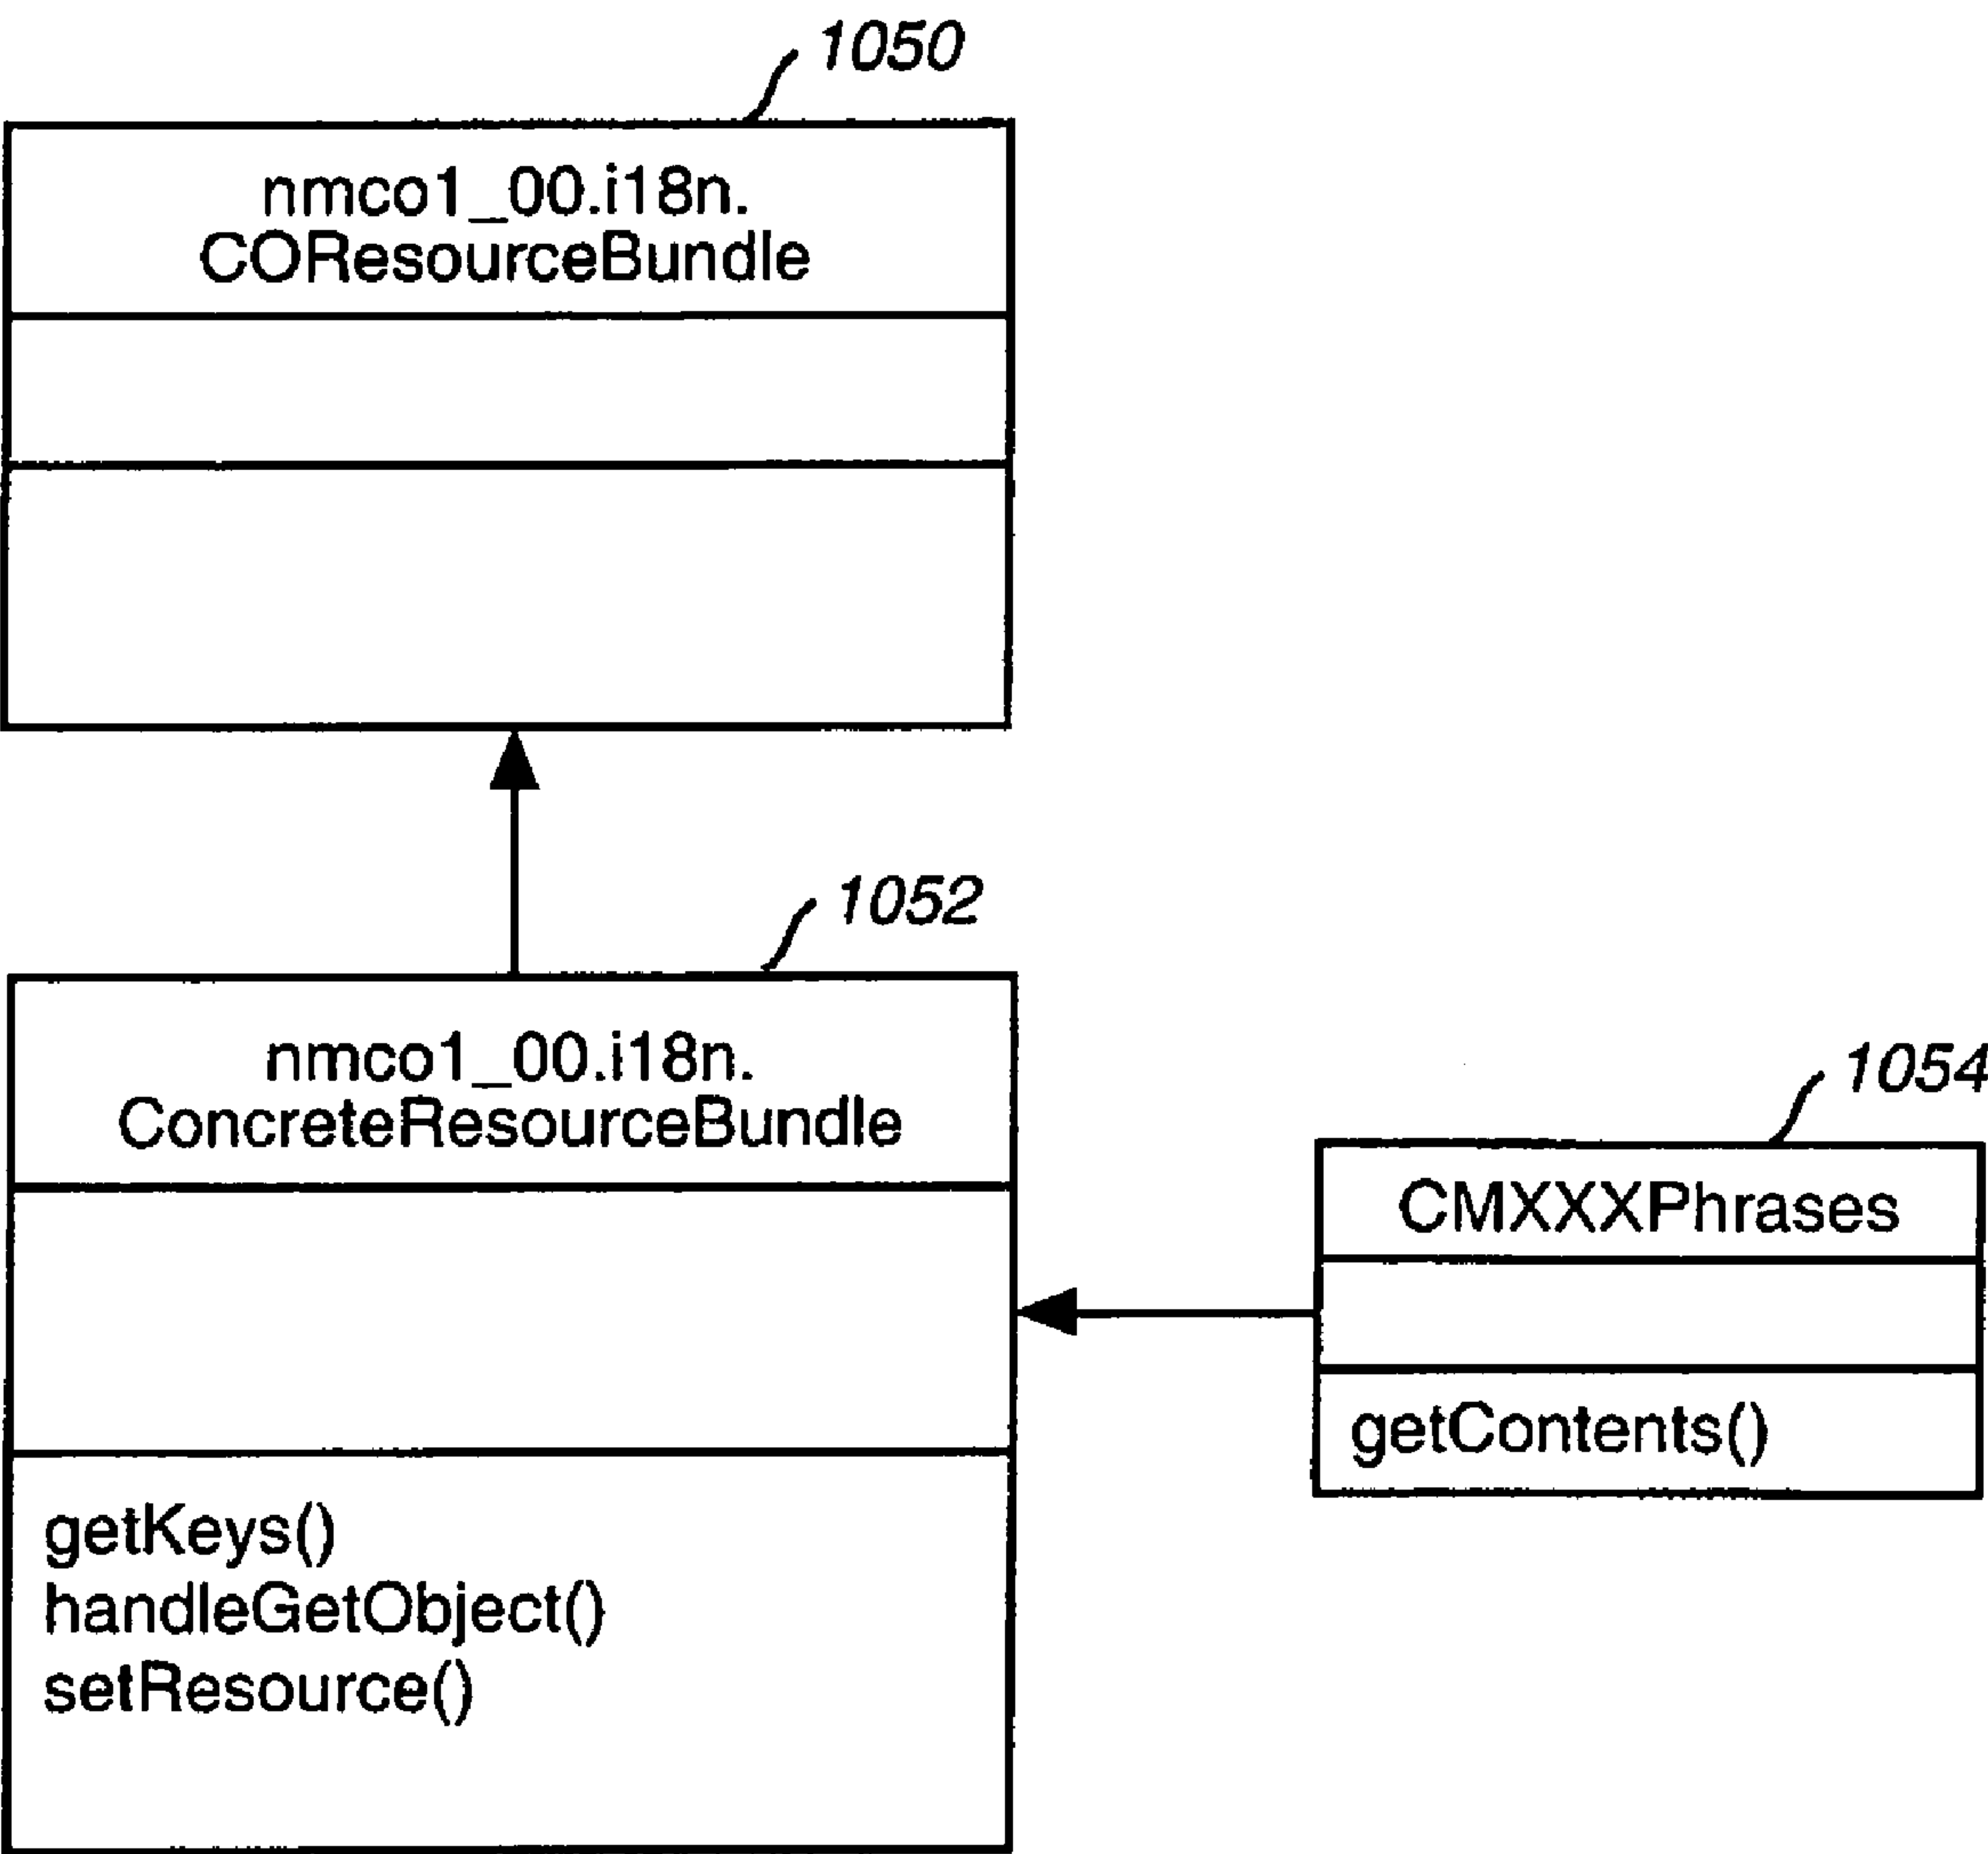 1050
nmco1_00.i18n.
COResourceBundle
1052
nmco1_00.i18n.
ConcreteResourceBundle
getKeys()
handleGetObject()
setResource()
1054
CMXXXPhrases
getContents()